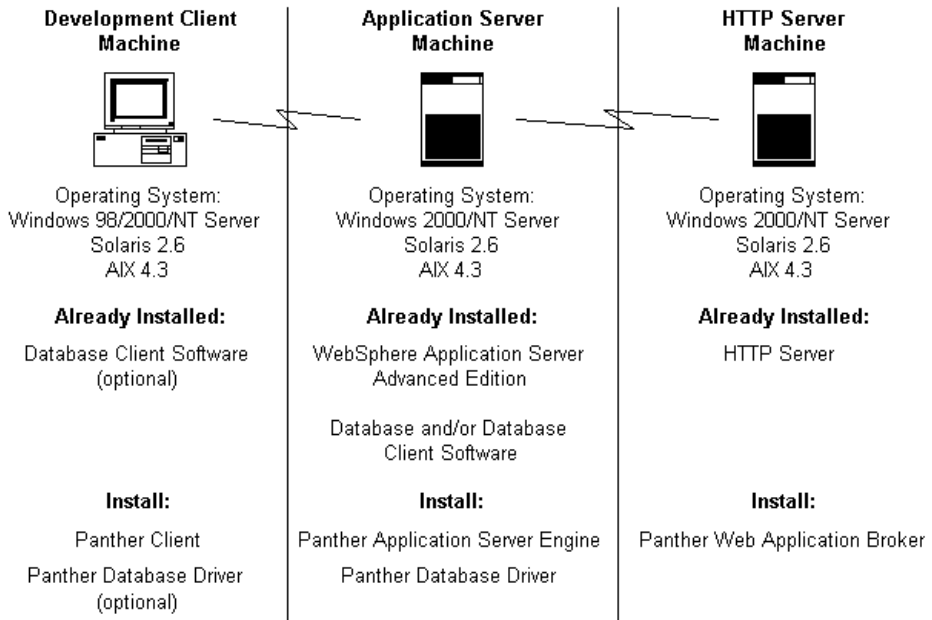 Development Client
Machine
Operating System:
Windows 98/2000/NT Server
Solaris 2.6
AIX 4.3
Already Installed:
Database Client Software
(optional)
Install:
Panther Client
Panther Database Driver
(optional)
Application Server
Machine
Operating System:
Windows 2000/NT Server
Solaris 2.6
AIX 4.3
Already Installed:
WebSphere Application Server
Advanced Edition
Database and/or Database
Client Software
Install:
Panther Application Server Engine
Panther Database Driver
HTTP Server
Machine
Operating System:
Windows 2000/NT Server
Solaris 2.6
AIX 4.3
Already Installed:
HTTP Server
Install:
Panther Web Application Broker